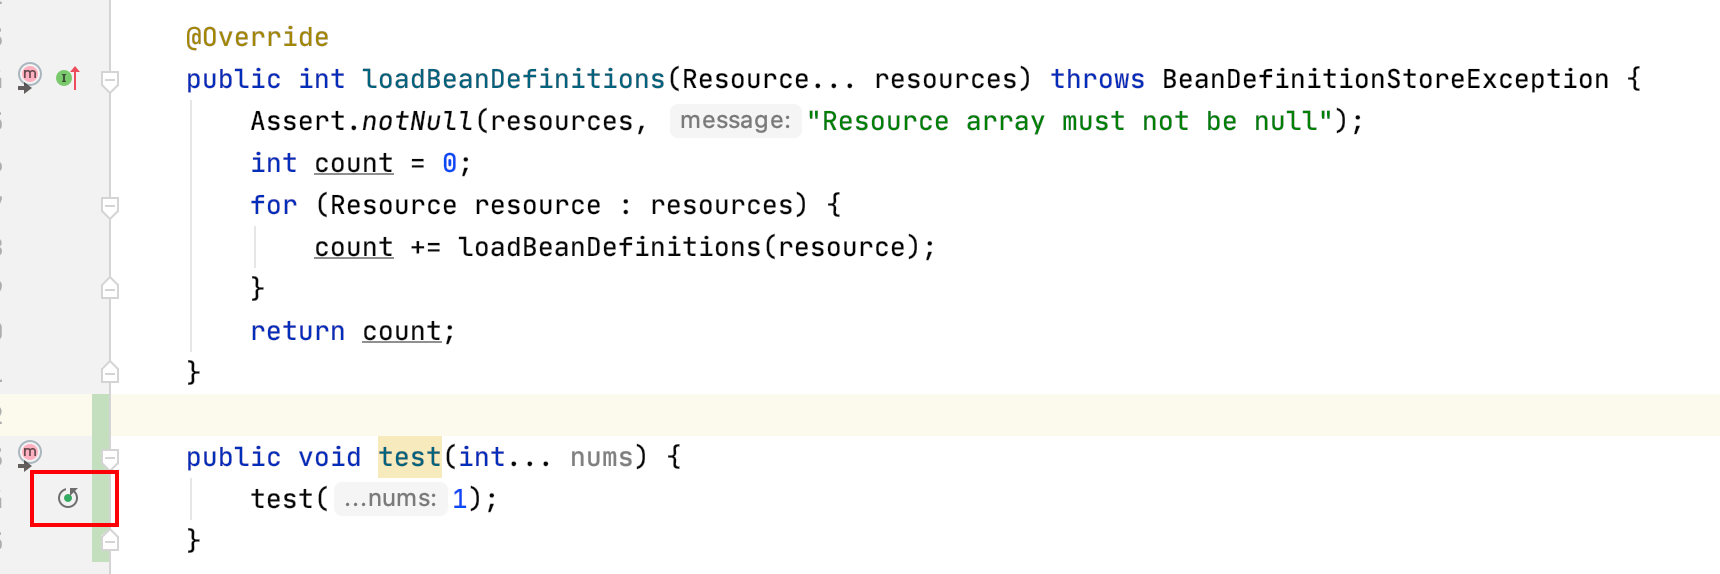 @Override
public int loadBeanDefinitions(Resource... resources) throws BeanDefinitionStoreException {
Assert.notNull(resources, message: "Resource array must not be null");
int count = 0;
for (Resource resource : resources) {
count += loadBeanDefinitions(resource);
}
return count;
}
public void test(int... nums) {
test( ...nums: 1);
}